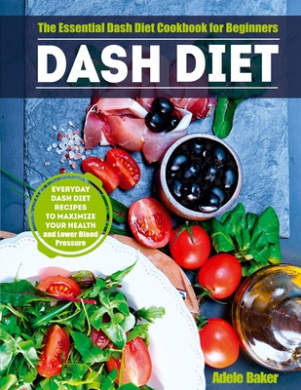 The Essential Dash Diet Cookbook for Beginners
DASH DIET
EVERYDAY
DASH DIET
RECIPES
TO MAXIMIZE
YOUR HEALTH
and Lower Blood
Pressure
Adele Baker